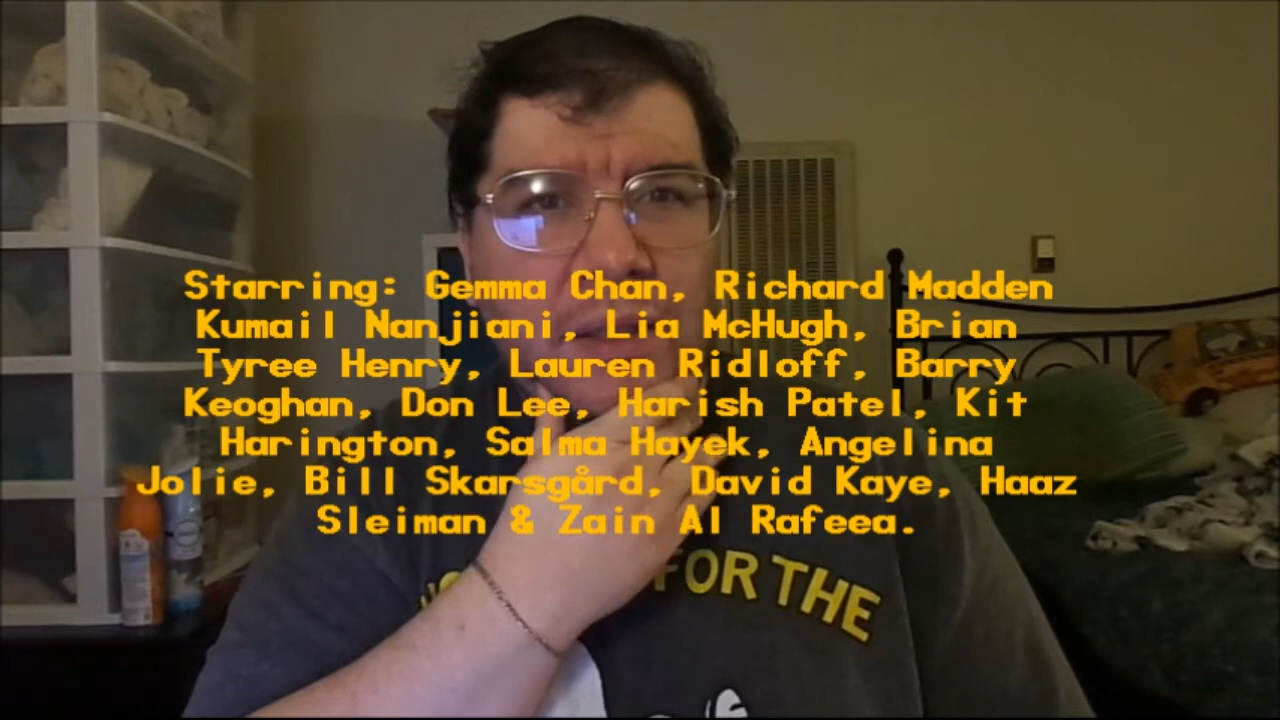 Starring: Gemma Chan, Richard Madden
Kumail Nanjiani, Lia McHugh, Brian
Tyree Henry, Lauren Ridloff, Barry
Keoghan, Don Lee, Harish Patel, Kit
Harington, Salma Hayek, Angelina
Jolie, Bill Skarsgård, David Kaye, Haaz
Sleiman & Zain Al Rafeea.
FOR THE